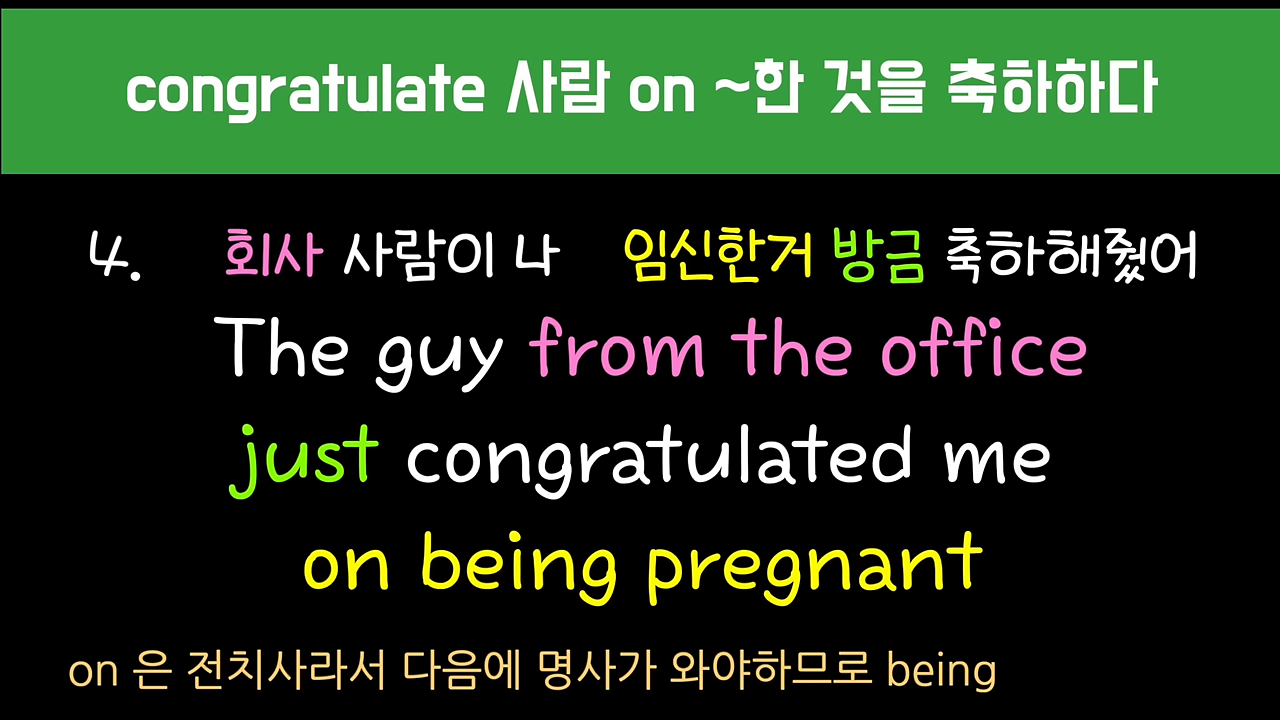 congratulate 사람 on ~한 것을 축하하다
4. 회사 사람이 나 임신한거 방금 축하해줬어
The guy from the office
just congratulated me
on being pregnant
on 은 전치사라서 다음에 명사가 와야하므로 being